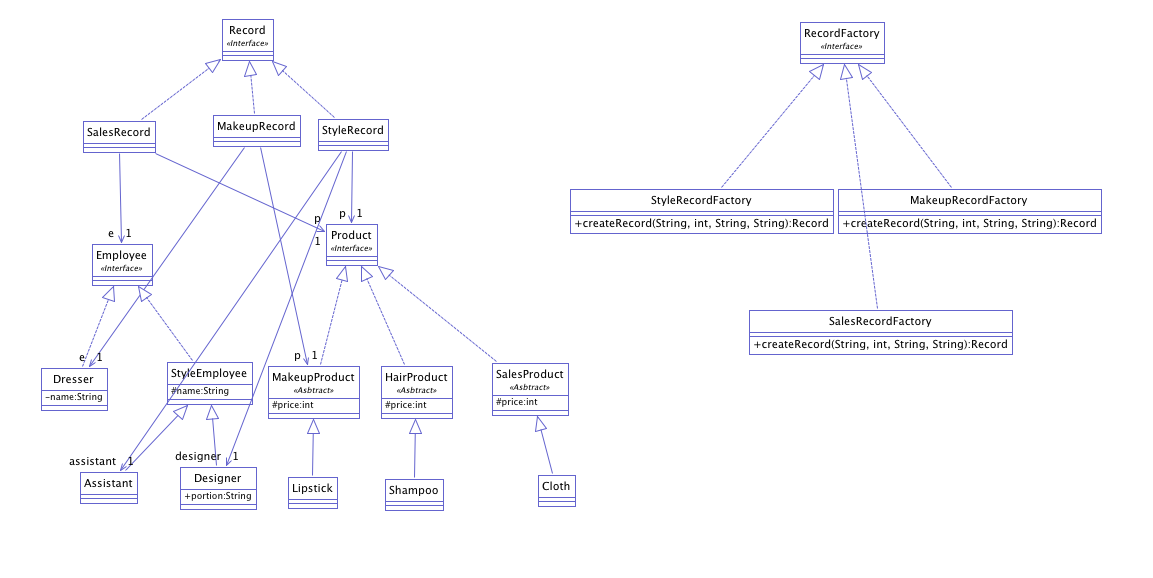 Record
«Interface»
RecordFactory
«Interface»
SalesRecord
MakeupRecord
StyleRecord
StyleRecordFactory
+createRecord(String, int, String, String):Record
MakeupRecordFactory
+createRecord(String, int, String, String):Record
p
1
p
1
e
1
Employee
«Interface»
Product
«Interface»
SalesRecordFactory
+createRecord(String, int, String, String):Record
e
1
p
1
Dresser
~name:String
StyleEmployee
#name:String
MakeupProduct
«Asbtract»
#price:int
HairProduct
«Asbtract»
#price:int
SalesProduct
«Asbtract»
#price:int
assistant
1
designer
1
Assistant
Designer
+portion:String
Lipstick
Shampoo
Cloth